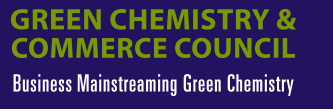 GREEN CHEMISTRY &
COMMERCE COUNCIL
Business Mainstreaming Green Chemistry